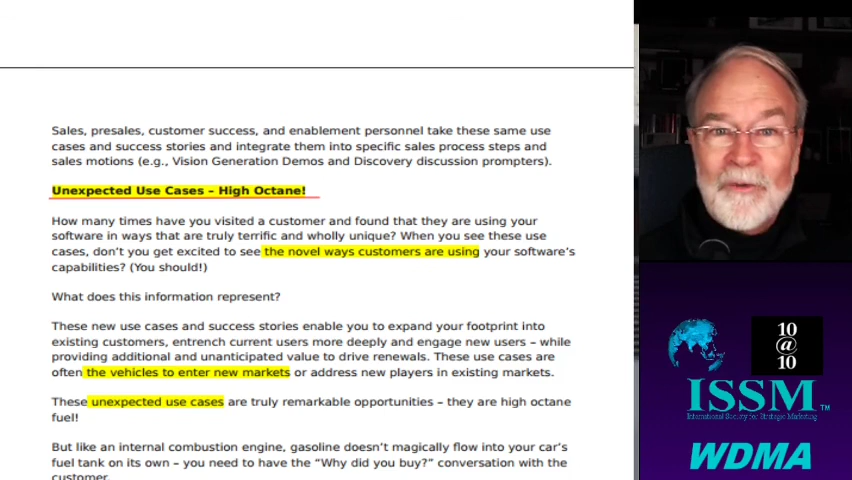 Sales, presales, customer success, and enablement personnel take these same use
cases and success stories and integrate them into specific sales process steps and
sales motions (e.g., Vision Generation Demos and Discovery discussion prompters).
Unexpected Use Cases – High Octane!
How many times have you visited a customer and found that they are using your
software in ways that are truly terrific and wholly unique? When you see these use
cases, don’t you get excited to see the novel ways customers are using your software’s
capabilities? (You should!)
What does this information represent?
These new use cases and success stories enable you to expand your footprint into
existing customers, entrench current users more deeply and engage new users – while
providing additional and unanticipated value to drive renewals. These use cases are
often the vehicles to enter new markets or address new players in existing markets.
These unexpected use cases are truly remarkable opportunities – they are high octane
fuel!
But like an internal combustion engine, gasoline doesn’t magically flow into your car’s
fuel tank on its own – you need to have the “Why did you buy?” conversation with the
customer.
10
@
10
ISSM™
International Society for Strategic Marketing
WDMA